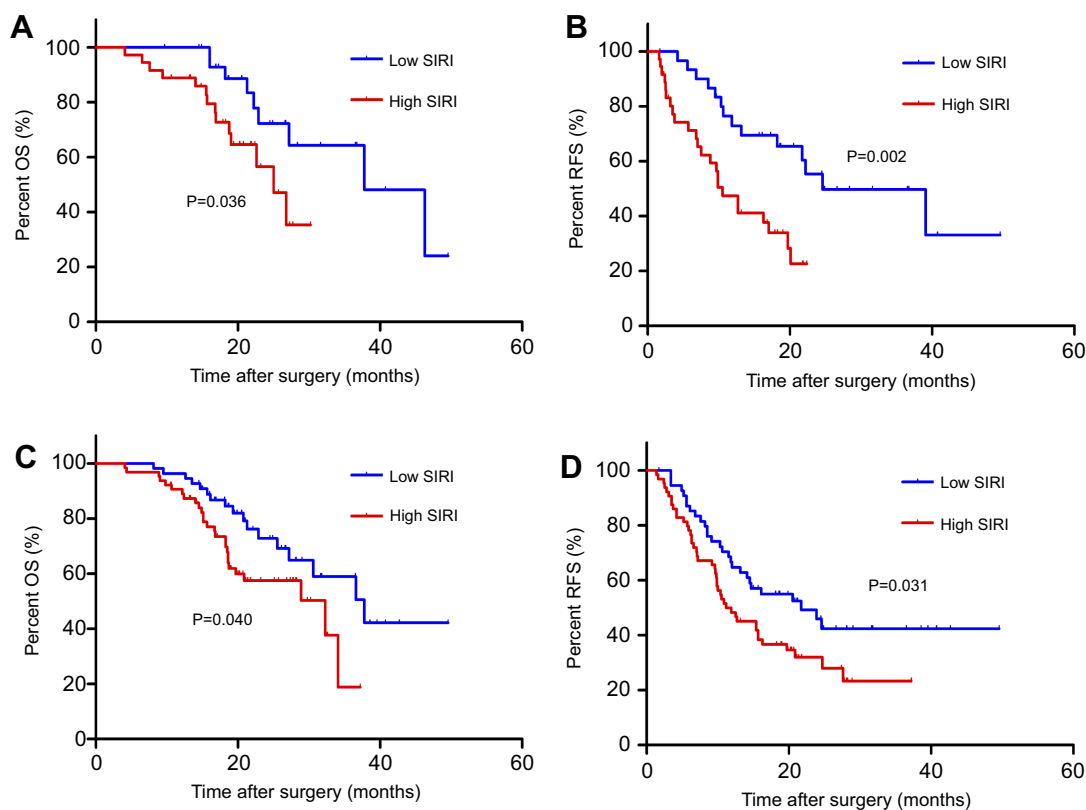 A
Percent OS (%)
100
80
60
40
20
0
Low SIRI
High SIRI
P=0.036
0 20 40 60
Time after surgery (months)
B
Percent RFS (%)
100
80
60
40
20
0
Low SIRI
High SIRI
P=0.002
0 20 40 60
Time after surgery (months)
C
Percent OS (%)
100
80
60
40
20
0
Low SIRI
High SIRI
P=0.040
0 20 40 60
Time after surgery (months)
D
Percent RFS (%)
100
80
60
40
20
0
Low SIRI
High SIRI
P=0.031
0 20 40 60
Time after surgery (months)